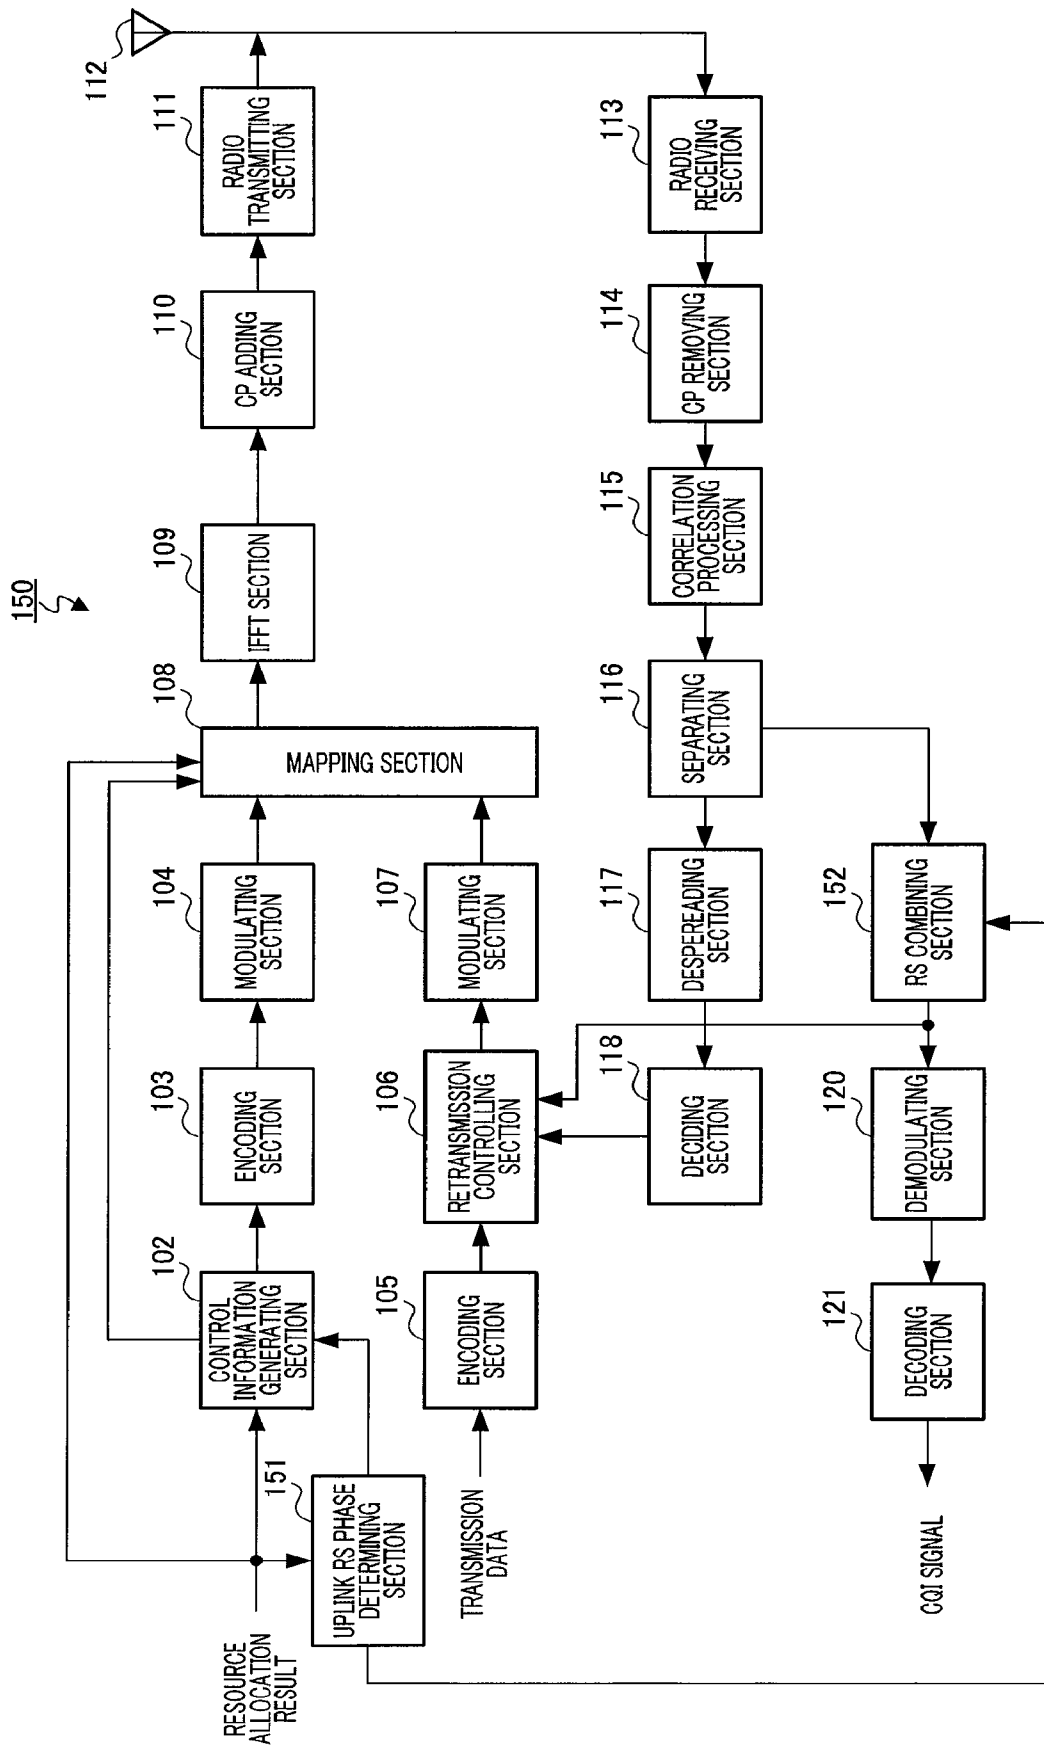 150
112
111
RADIO
TRANSMITTING
SECTION
110
CP ADDING
SECTION
109
IFFT SECTION
108
MAPPING SECTION
104
MODULATING
SECTION
103
ENCODING
SECTION
102
CONTROL
INFORMATION
GENERATING
SECTION
RESOURCE
ALLOCATION
RESULT
151
UPLINK RS PHASE
DETERMINING
SECTION
107
MODULATING
SECTION
106
RETRANSMISSION
CONTROLLING
SECTION
105
ENCODING
SECTION
TRANSMISSION
DATA
113
RADIO
RECEIVING
SECTION
114
CP REMOVING
SECTION
115
CORRELATION
PROCESSING
SECTION
116
SEPARATING
SECTION
117
DESPEREADING
SECTION
118
DECIDING
SECTION
152
RS COMBINING
SECTION
120
DEMODULATING
SECTION
121
DECODING
SECTION
CQI SIGNAL